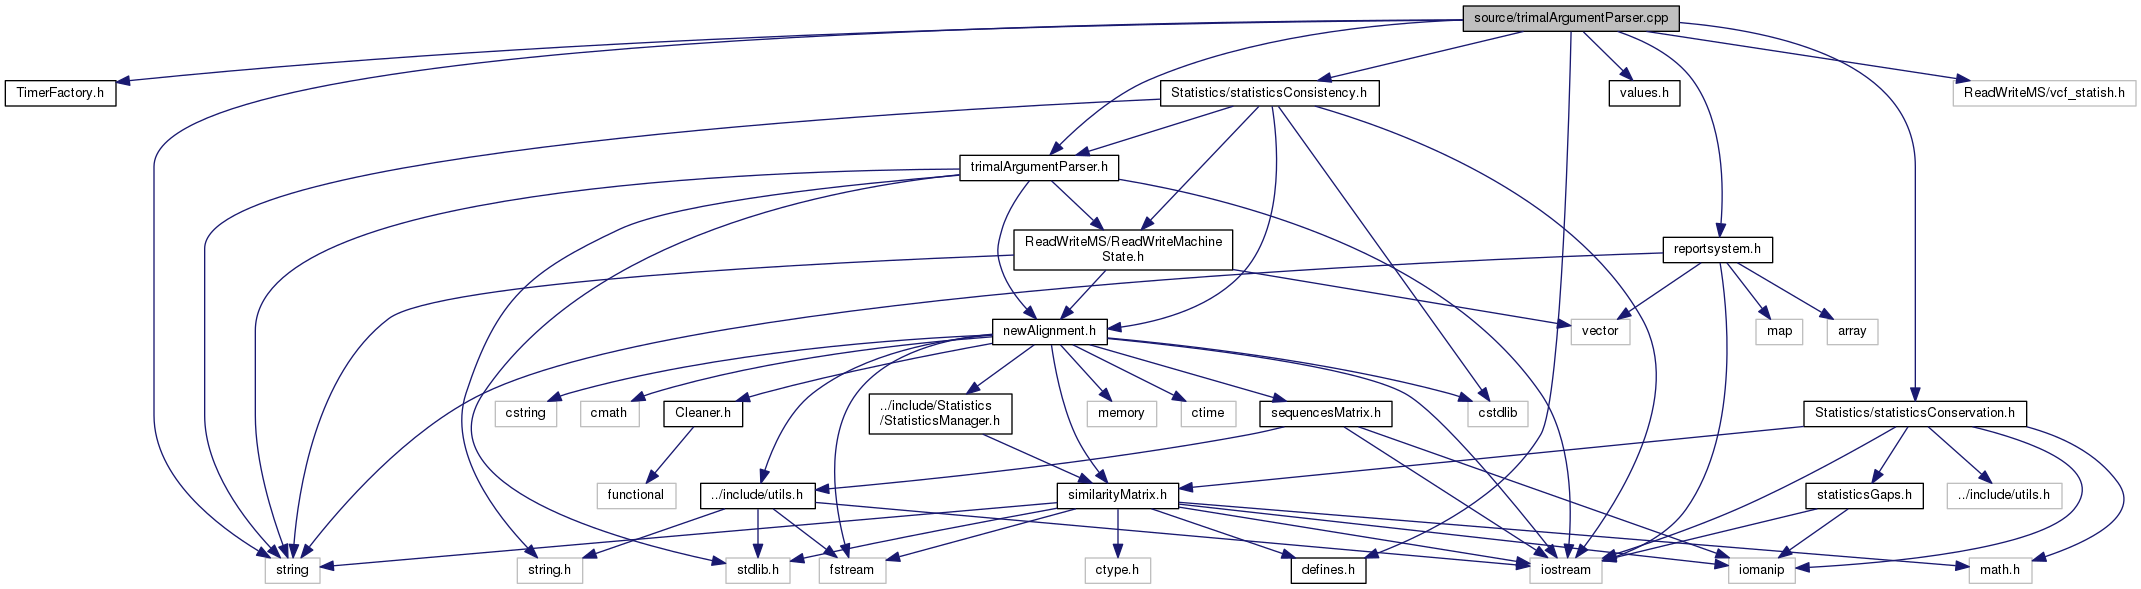 source/trimalArgumentParser.cpp
TimerFactory.h
Statistics/statisticsConsistency.h
values.h
ReadWriteMS/vcf_statish.h
trimalArgumentParser.h
ReadWriteMS/ReadWriteMachine
State.h
reportsystem.h
newAlignment.h
vector
map
array
cstring
cmath
Cleaner.h
../include/Statistics
/StatisticsManager.h
memory
ctime
sequencesMatrix.h
cstdlib
Statistics/statisticsConservation.h
functional
../include/utils.h
similarityMatrix.h
statisticsGaps.h
../include/utils.h
string
string.h
stdlib.h
fstream
ctype.h
defines.h
iostream
iomanip
math.h